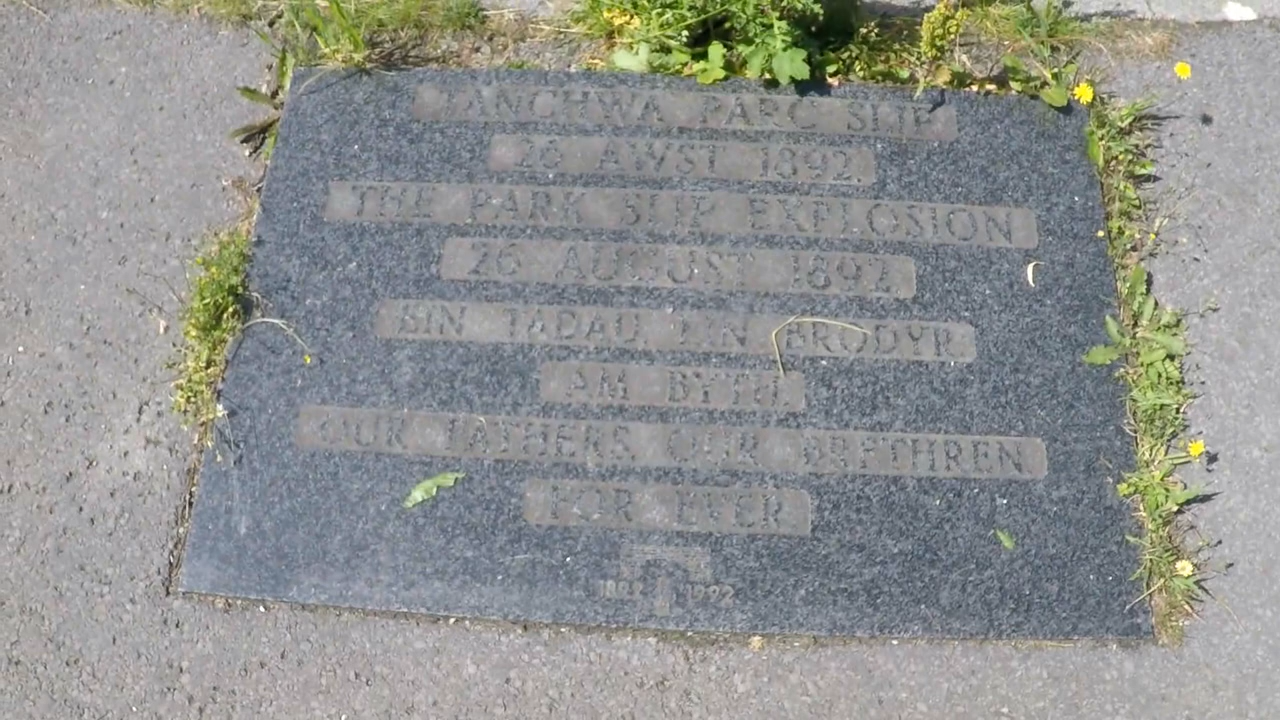 TANCHWA PARC SLIP
26 AWST 1892
THE PARK SLIP EXPLOSION
26 AUGUST 1892
EIN TADAU EIN BRODYR
AM BYTH
OUR FATHERS OUR BRETHREN
FOR EVER
1892 1992